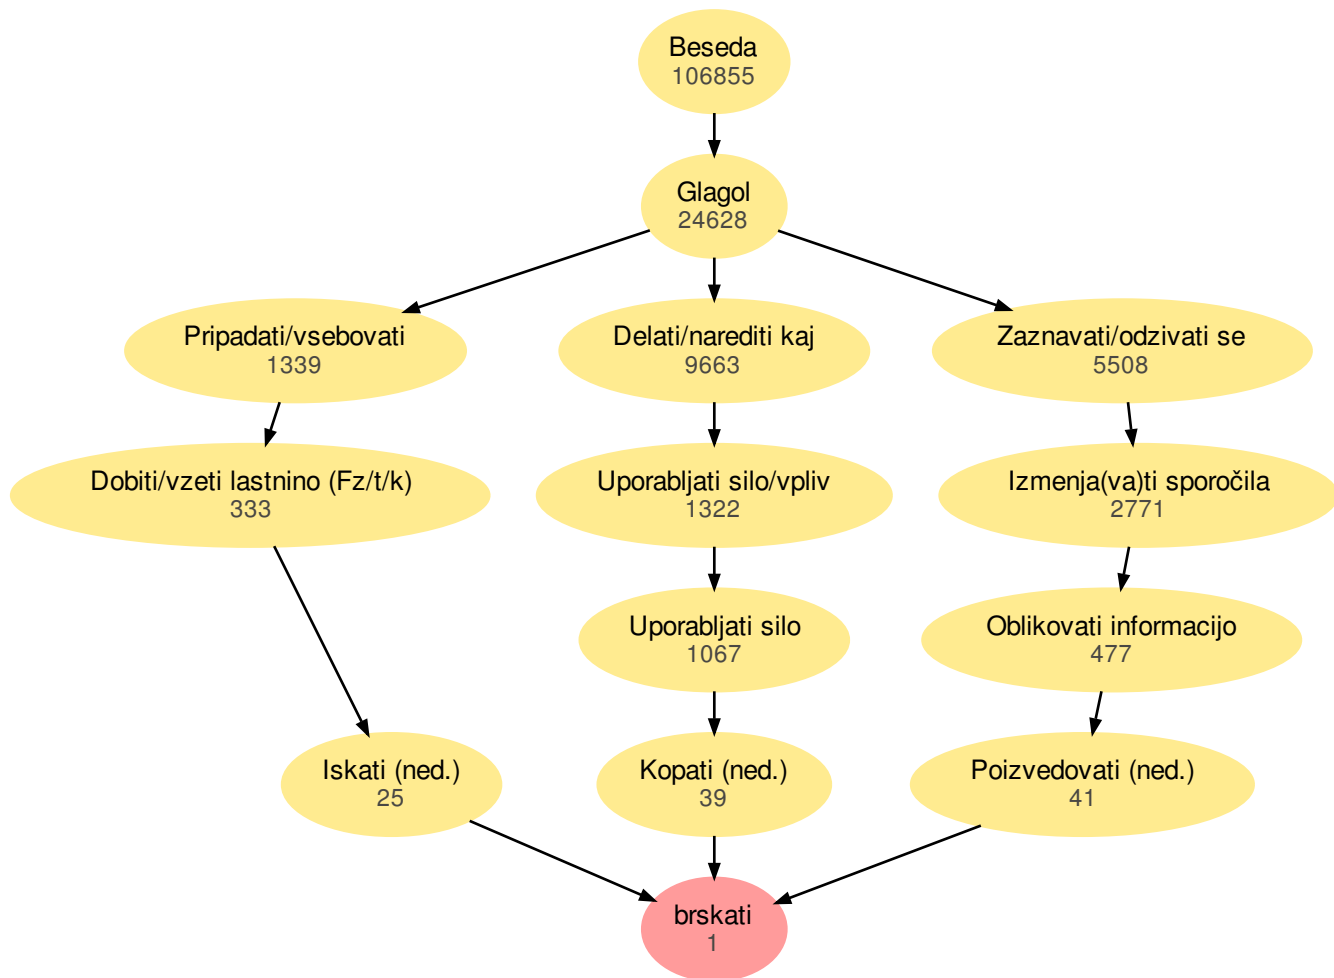 Beseda
106855
Glagol
24628
Pripadati/vsebovati
1339
Delati/narediti kaj
9663
Zaznavati/odzivati se
5508
Dobiti/vzeti lastnino (Fz/t/k)
333
Uporabljati silo/vpliv
1322
Izmenja(va)ti sporočila
2771
Uporabljati silo
1067
Oblikovati informacijo
477
Iskati (ned.)
25
Kopati (ned.)
39
Poizvedovati (ned.)
41
brskati
1